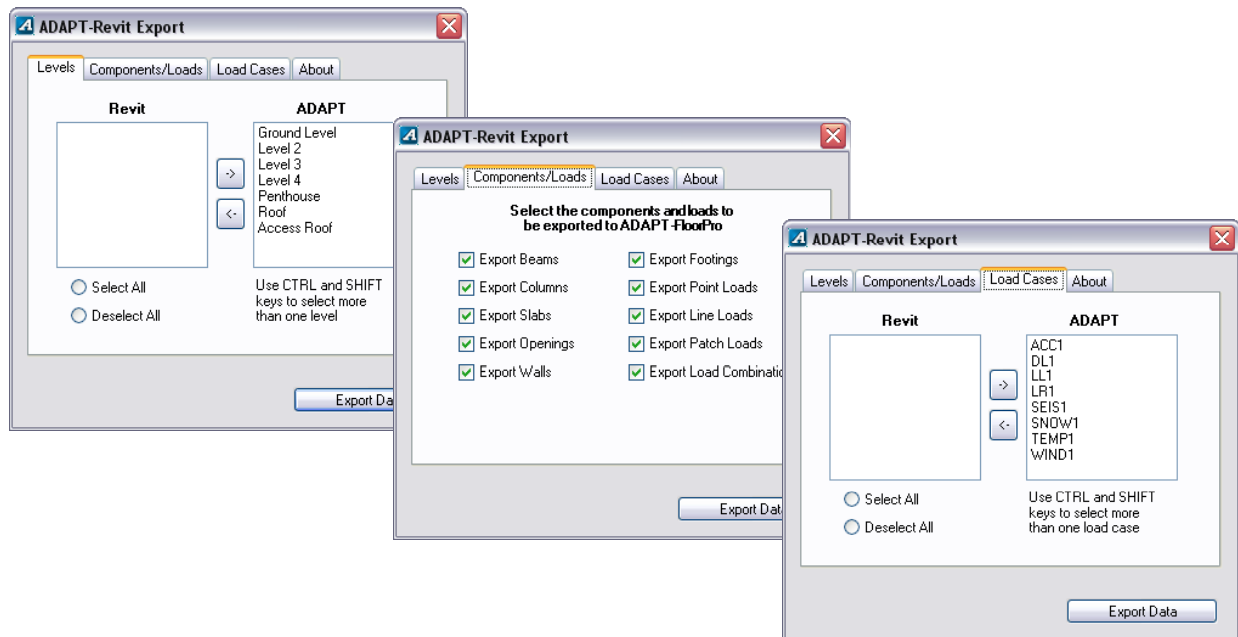 ADAPT-Revit Export
Levels Components/Loads Load Cases About
Revit ADAPT
Ground Level
Level 2
Level 3
Level 4
Penthouse
Roof
Access Roof
->
<-
Select All
Deselect All
Use CTRL and SHIFT
keys to select more
than one level
Export Da
ADAPT-Revit Export
Levels Components/Loads Load Cases About
Select the components and loads to
be exported to ADAPT-FloorPro
Export Beams Export Footings
Export Columns Export Point Loads
Export Slabs Export Line Loads
Export Openings Export Patch Loads
Export Walls Export Load Combinatio
Export Dat
ADAPT-Revit Export
Levels Components/Loads Load Cases About
Revit ADAPT
ACC1
DL1
LL1
LR1
SEIS1
SNOW1
TEMP1
WIND1
->
<-
Select All
Deselect All
Use CTRL and SHIFT
keys to select more
than one load case
Export Data